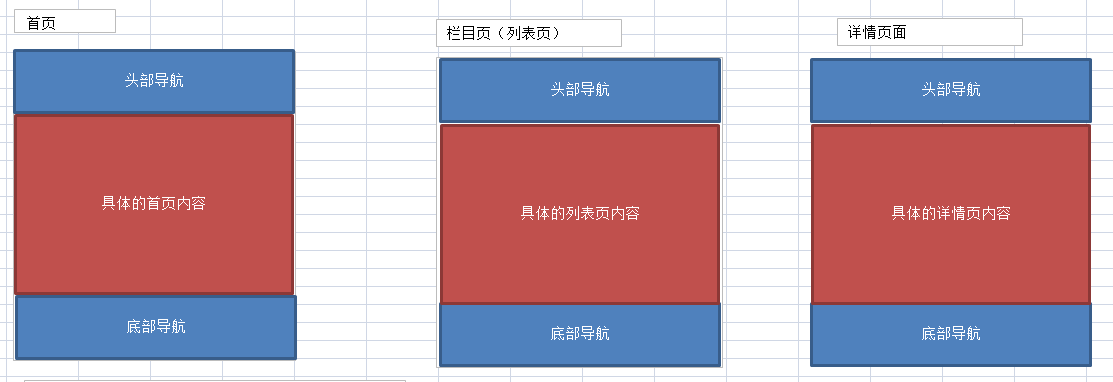 首页
栏目页（列表页）
详情页面
头部导航
头部导航
头部导航
具体的首页内容
具体的列表页内容
具体的详情页内容
底部导航
底部导航
底部导航